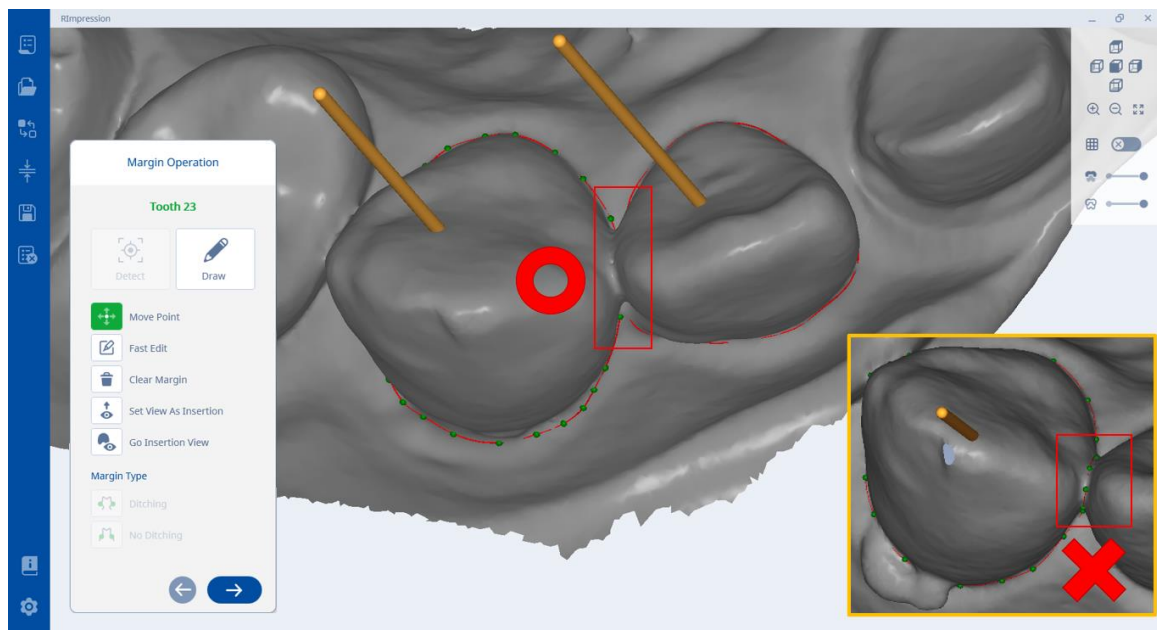 RImpression
Margin Operation
Tooth 23
Detect
Draw
Move Point
Fast Edit
Clear Margin
Set View As Insertion
Go Insertion View
Margin Type
Ditching
No Ditching